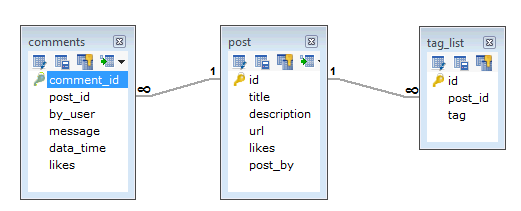 comments
comment_id
post_id
by_user
message
data_time
likes
∞
1
post
id
title
description
url
likes
post_by
1
∞
tag_list
id
post_id
tag